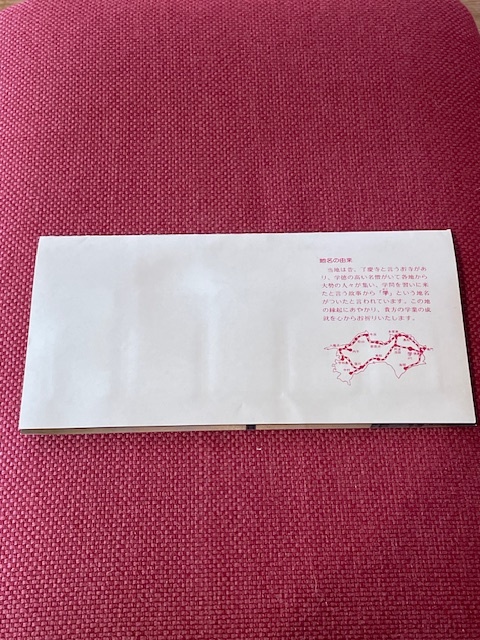 地名の由来
当地は昔、了慶寺と言うお寺があ
り、学徳の高い名僧がいて各地から
大勢の人々が集い、学問を習いに来
たと言う故事から「学」という地名
がついたと言われています。この地
の縁起にあやかり、貴方の学業の成
就を心からお祈りいたします。